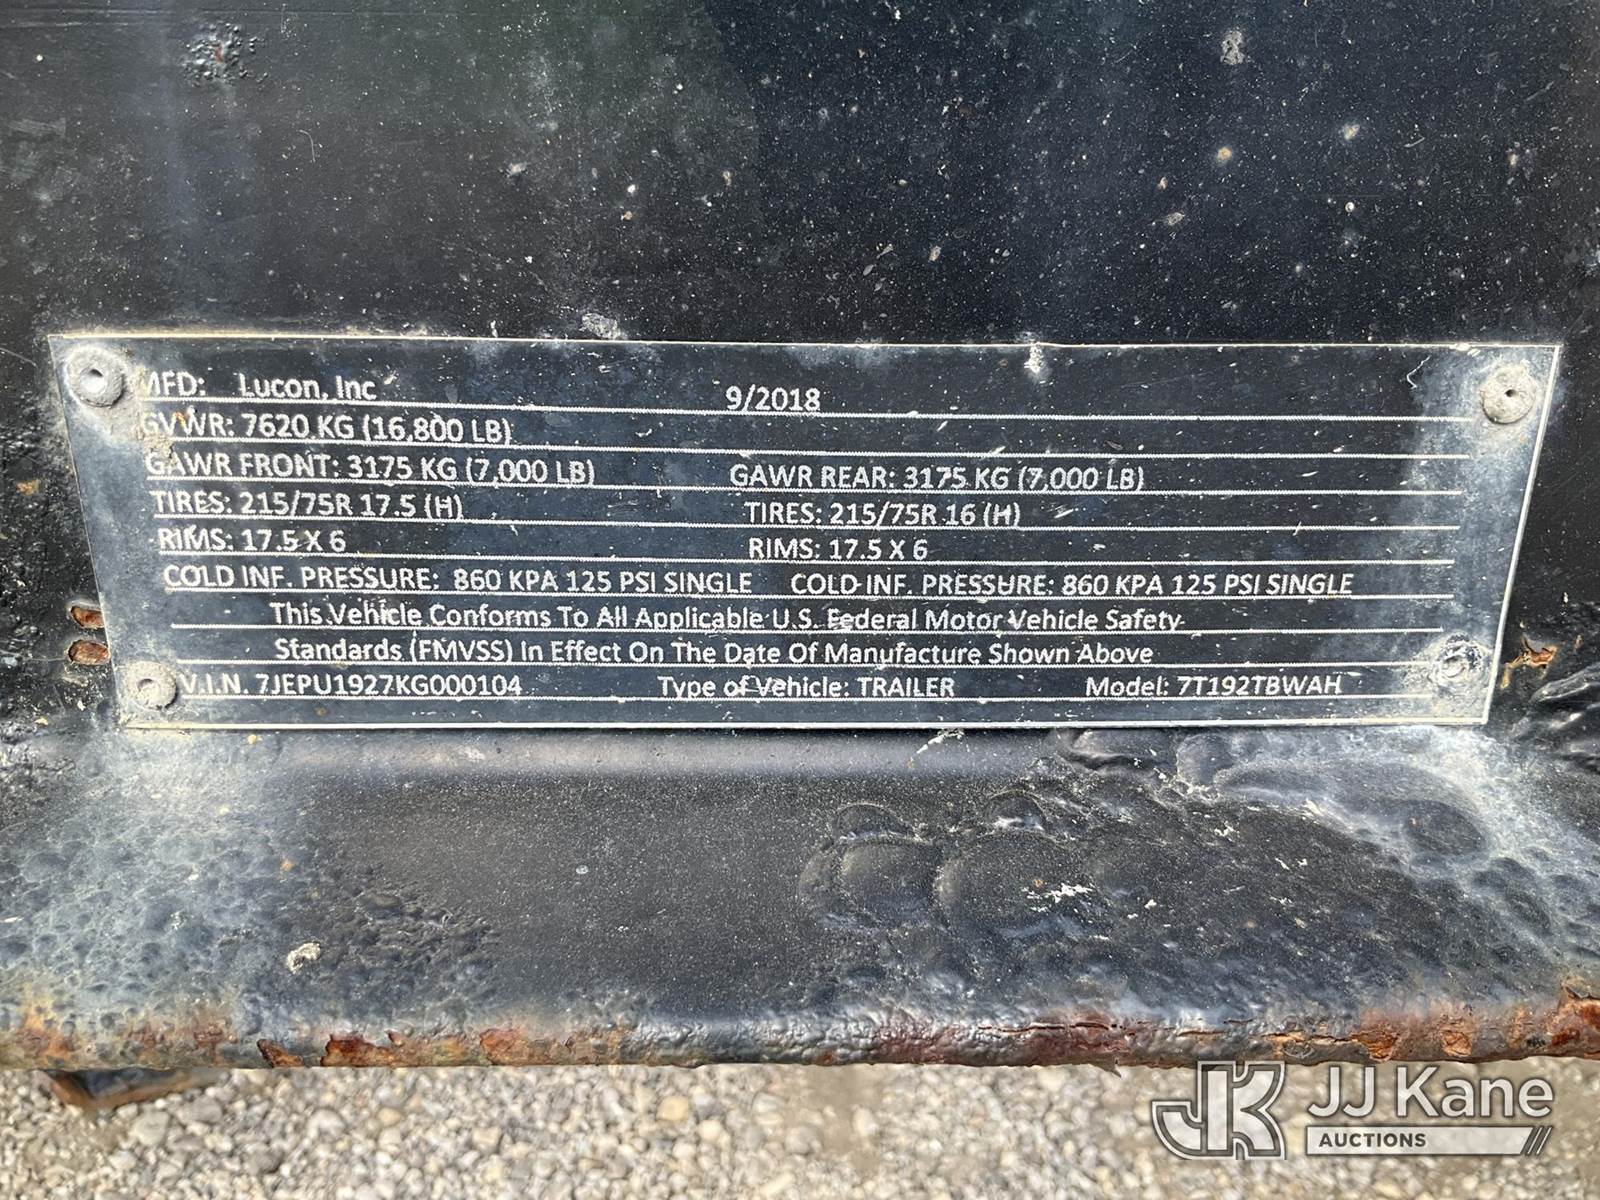 MFD: Lucon, Inc 9/2018
GVWR: 7620 KG (16,800 LB)
GAWR FRONT: 3175 KG (7,000 LB) GAWR REAR: 3175 KG (7,000 LB)
TIRES: 215/75R 17.5 (H) TIRES: 215/75R 16 (H)
RIMS: 17.5 X 6 RIMS: 17.5 X 6
COLD INF. PRESSURE: 860 KPA 125 PSI SINGLE COLD INF. PRESSURE: 860 KPA 125 PSI SINGLE
This Vehicle Conforms To All Applicable U.S. Federal Motor Vehicle Safety
Standards (FMVSS) In Effect On The Date Of Manufacture Shown Above
V.I.N. 7JEPU1927KG000104 Type of Vehicle: TRAILER Model: 7T192TBWAH
JK JJ Kane
AUCTIONS